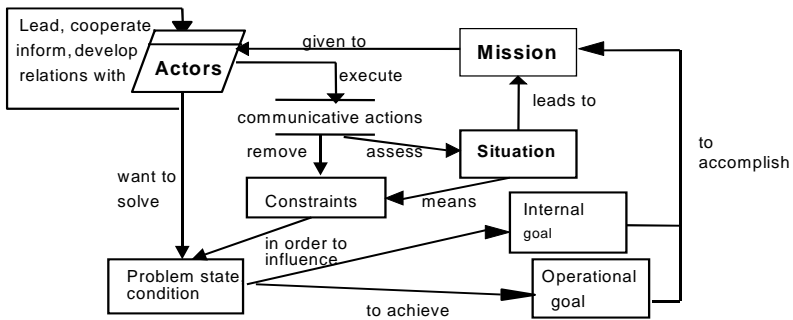 Lead, cooperate
inform, develop
relations with
Actors
given to
Mission
execute
leads to
communicative actions
to
accomplish
remove
assess
Situation
want to
solve
Constraints
means
Internal
goal
in order to
influence
Problem state
condition
Operational
goal
to achieve